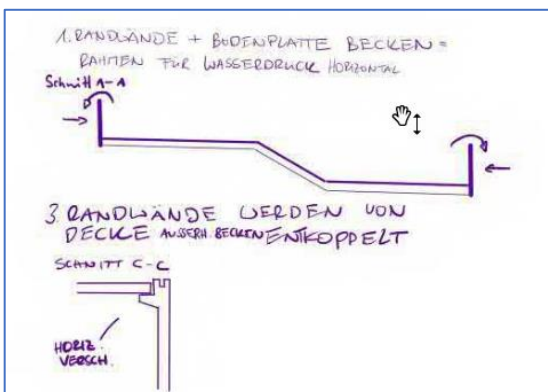 1. RANDWÄNDE + BODENPLATTE BECKEN =
RAHMEN FÜR WASSERDRUCK HORIZONTAL
Schnitt A-A
3. RANDWÄNDE WERDEN VON
DECKE AUSSERH. BECKEN ENTKOPPELT
SCHNITT C-C
HORIZ.
VERSCH.